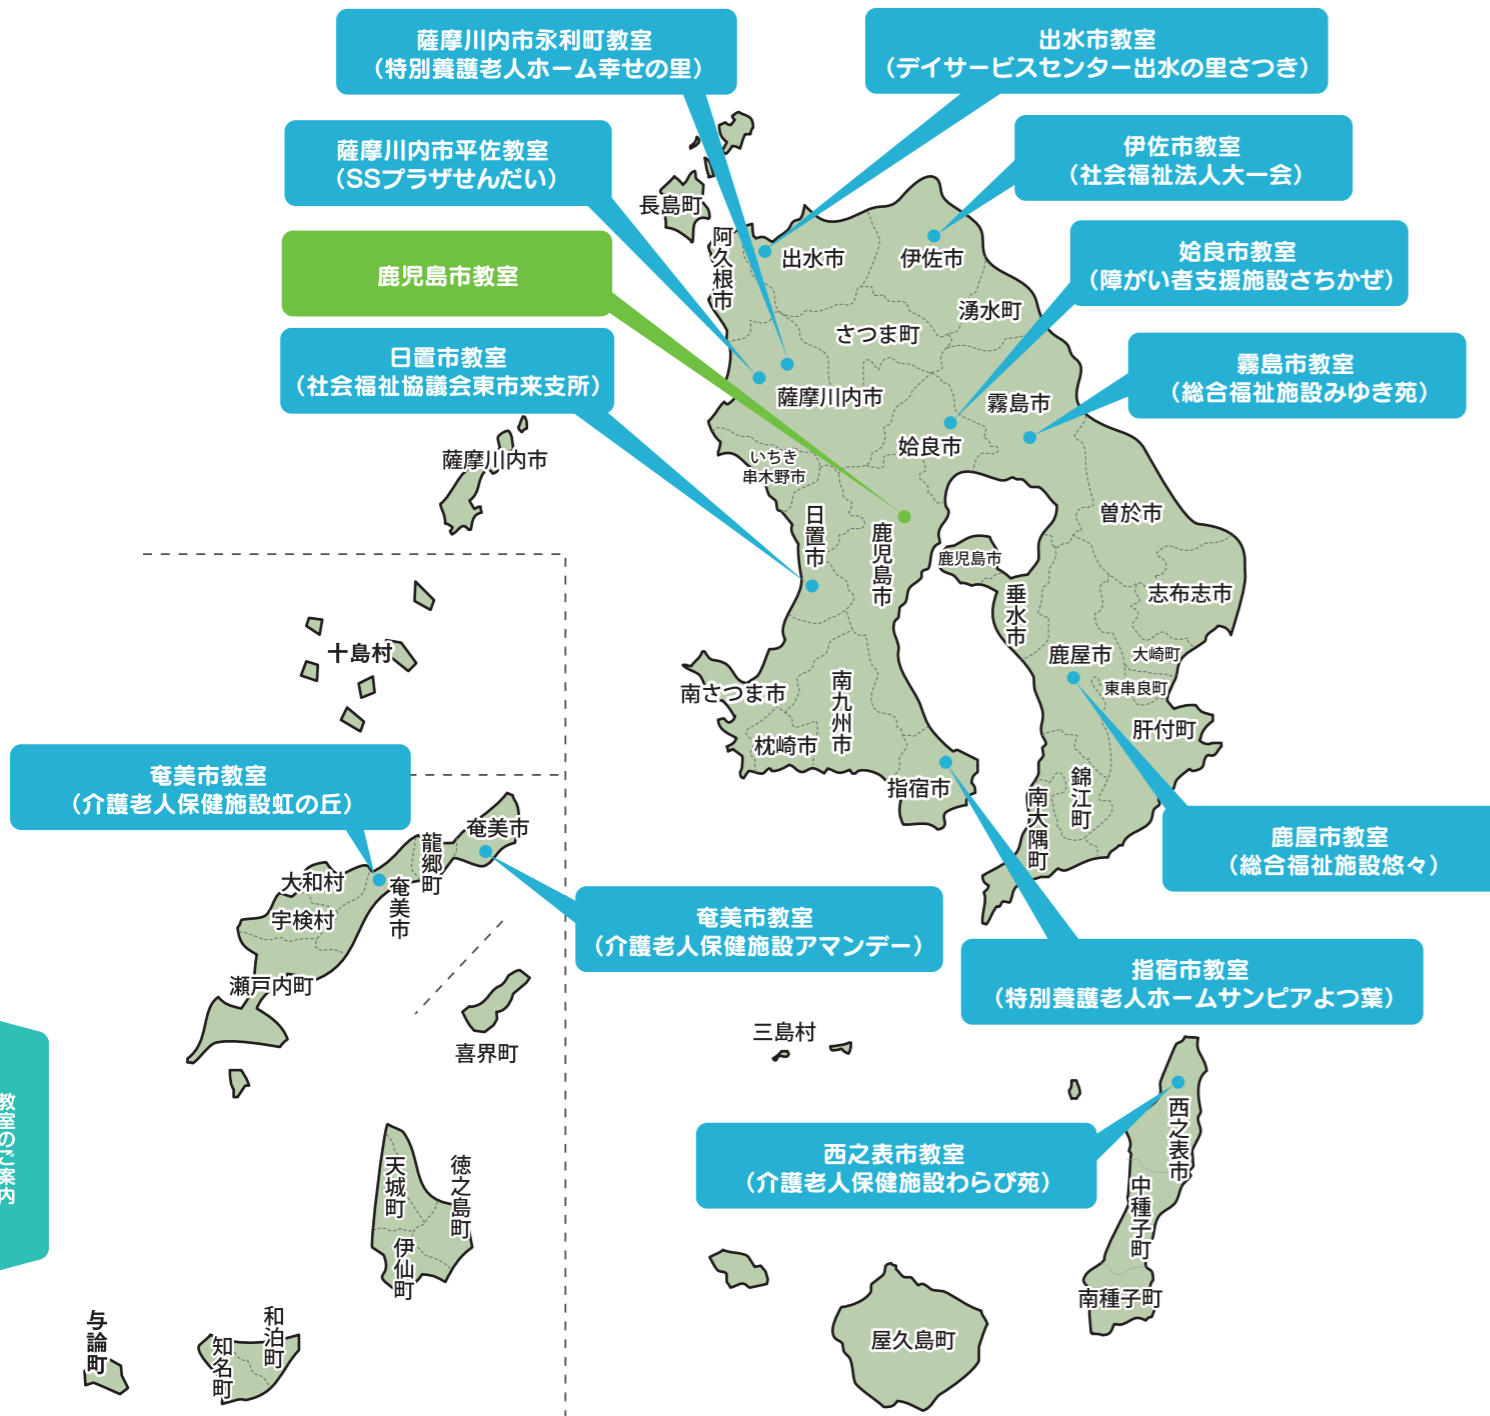 薩摩川内市永利町教室
（特別養護老人ホーム幸せの里）
出水市教室
（デイサービスセンター出水の里さつき）
薩摩川内市平佐教室
（SSプラザせんだい）
伊佐市教室
（社会福祉法人大一会）
鹿児島市教室
姶良市教室
（障がい者支援施設さちかぜ）
日置市教室
（社会福祉協議会東市来支所）
霧島市教室
（総合福祉施設みゆき苑）
長島町
阿久根市
出水市
伊佐市
湧水町
さつま町
薩摩川内市
霧島市
姶良市
薩摩川内市
いちき
串木野市
日置市
鹿児島市
鹿児島市
曽於市
垂水市
志布志市
鹿屋市
大崎町
東串良町
肝付町
南さつま市
南九州市
枕崎市
指宿市
錦江町
南大隅町
十島村
奄美市教室
（介護老人保健施設虹の丘）
鹿屋市教室
（総合福祉施設悠々）
奄美市
龍郷町
大和村
奄美市
宇検村
瀬戸内町
奄美市教室
（介護老人保健施設アマンデー）
指宿市教室
（特別養護老人ホームサンピアよつ葉）
喜界町
三島村
教室のご案内
西之表市教室
（介護老人保健施設わらび苑）
西之表市
中種子町
南種子町
天城町
徳之島町
伊仙町
屋久島町
与論町
知名町
和泊町